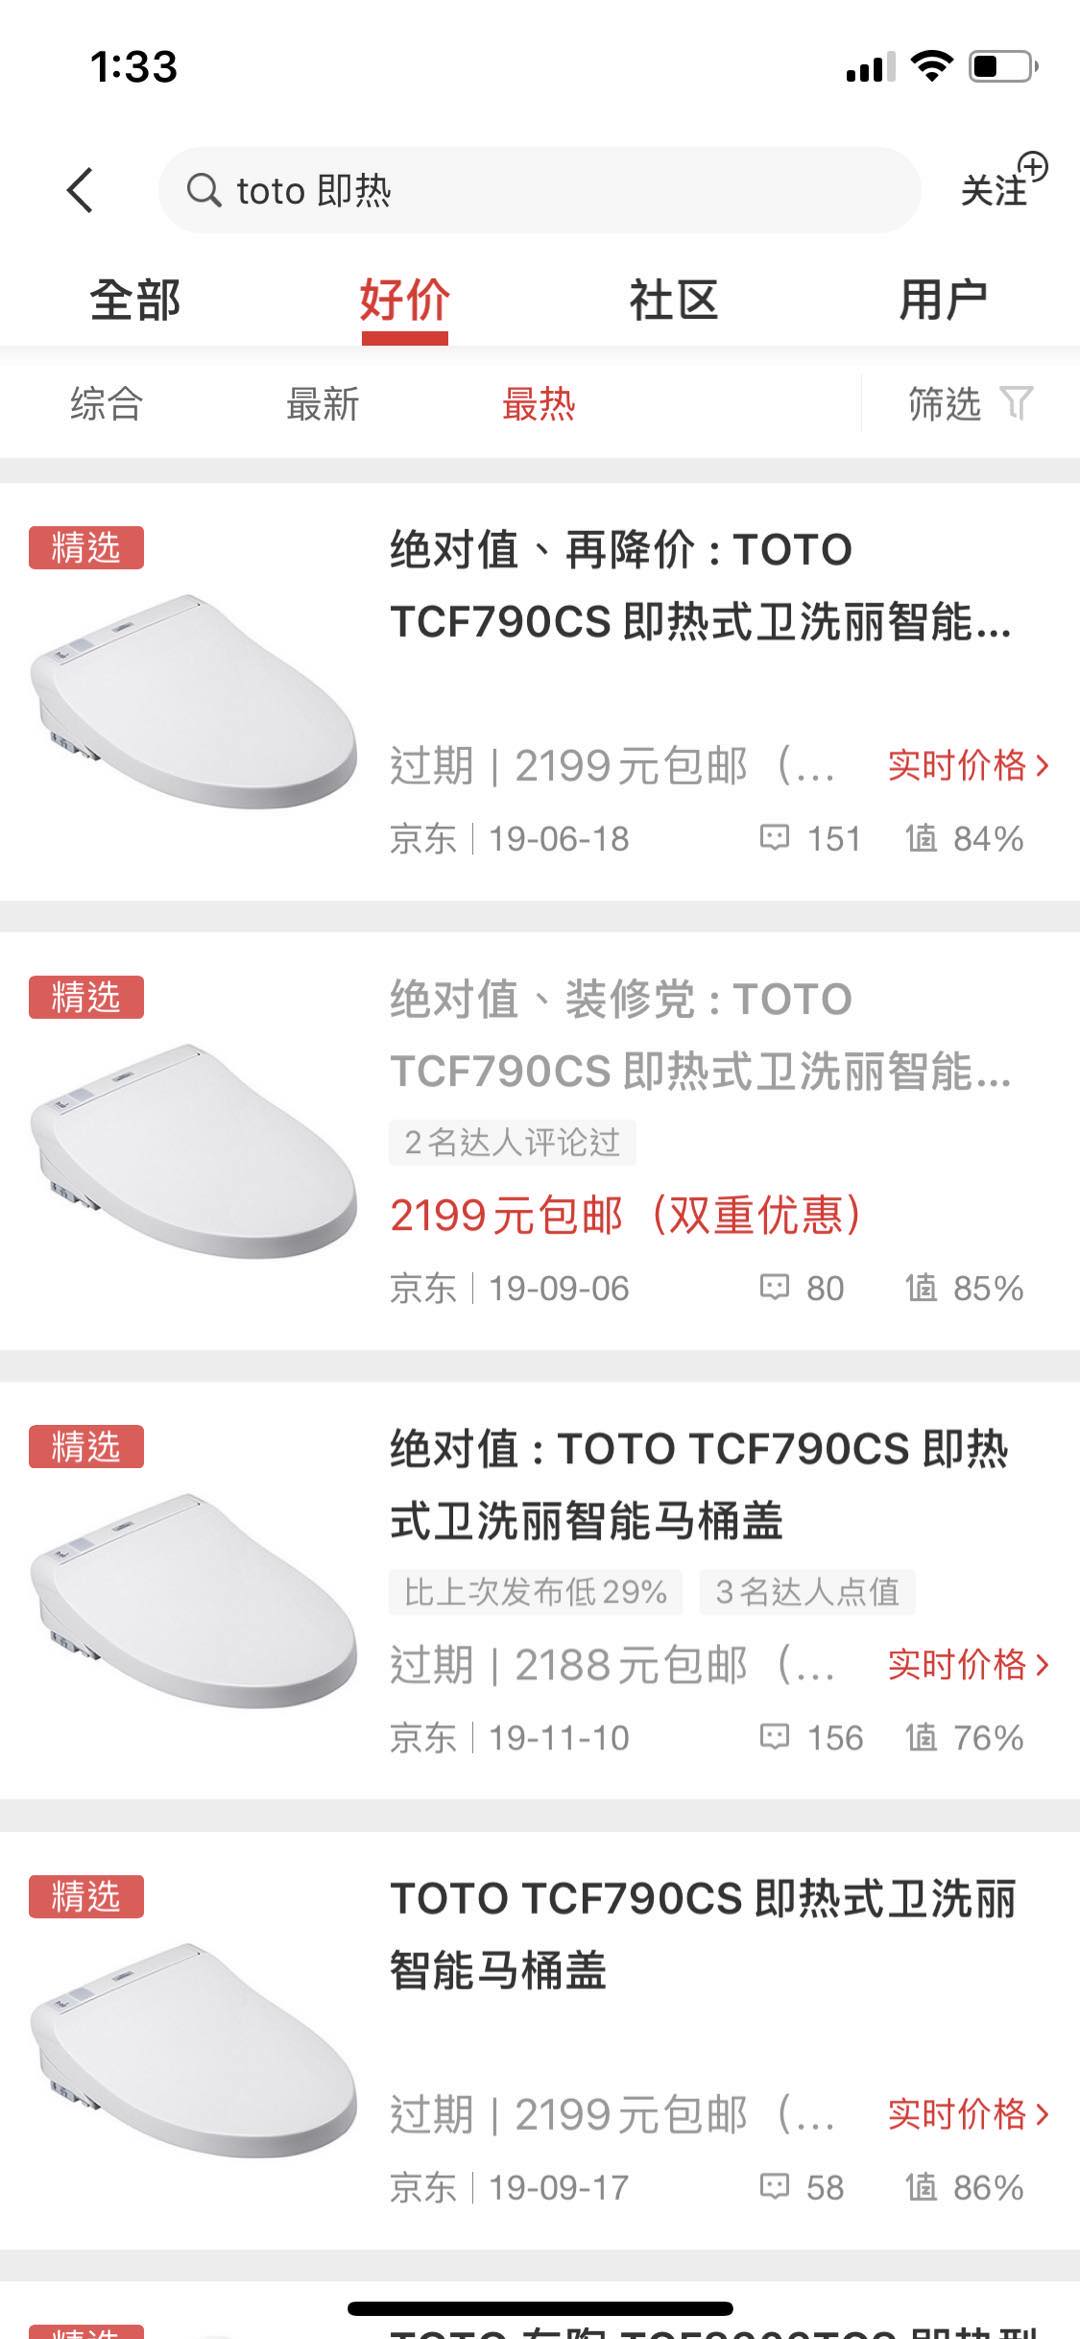 1:33
toto 即热
关注
全部
好价
社区
用户
综合
最新
最热
筛选
精选
绝对值、再降价：TOTO
TCF790CS 即热式卫洗丽智能...
过期 | 2199元包邮（...
实时价格
京东 | 19-06-18
151
值 84%
精选
绝对值、装修党：TOTO
TCF790CS 即热式卫洗丽智能...
2名达人评论过
2199元包邮（双重优惠）
京东 | 19-09-06
80
值 85%
精选
绝对值：TOTO TCF790CS 即热
式卫洗丽智能马桶盖
比上次发布低29%
3名达人点值
过期 | 2188元包邮（...
实时价格
京东 | 19-11-10
156
值 76%
精选
TOTO TCF790CS 即热式卫洗丽
智能马桶盖
过期 | 2199元包邮（...
实时价格
京东 | 19-09-17
58
值 86%
精选